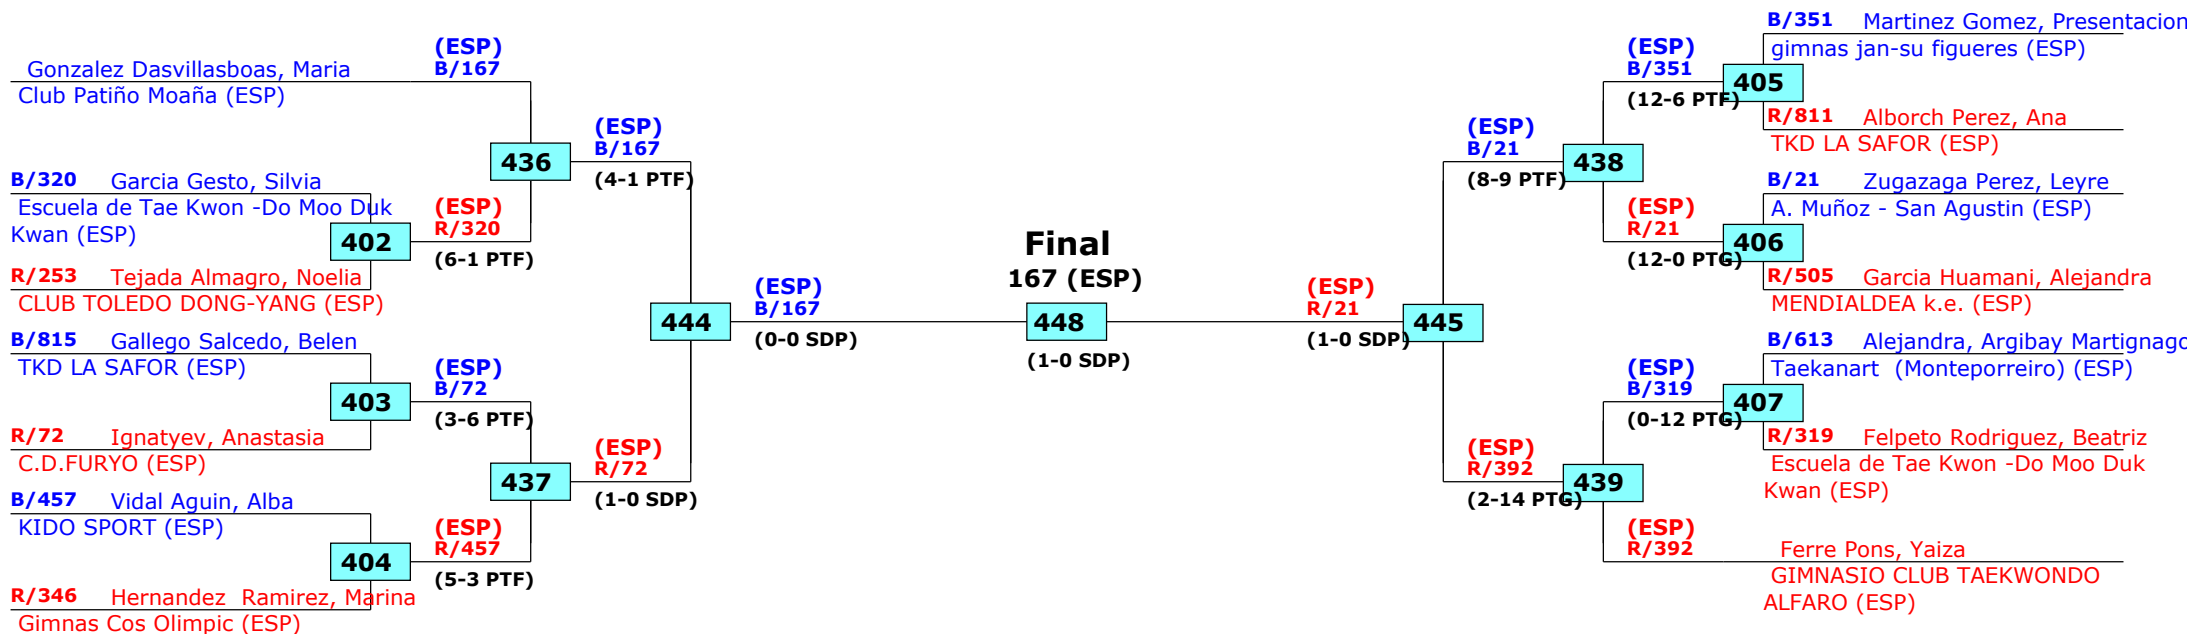 (ESP)
B/167
Gonzalez Dasvillasboas, Maria
Club Patiño Moaña (ESP)
436
(ESP)
B/167
(4-1 PTF)
B/320 Garcia Gesto, Silvia
Escuela de Tae Kwon -Do Moo Duk
Kwan (ESP)
402
(ESP)
R/320
(6-1 PTF)
R/253 Tejada Almagro, Noelia
CLUB TOLEDO DONG-YANG (ESP)
444
(ESP)
B/167
(0-0 SDP)
B/815 Gallego Salcedo, Belen
TKD LA SAFOR (ESP)
403
(ESP)
B/72
(3-6 PTF)
R/72 Ignatyev, Anastasia
C.D.FURYO (ESP)
437
(ESP)
R/72
(1-0 SDP)
B/457 Vidal Aguin, Alba
KIDO SPORT (ESP)
404
(ESP)
R/457
(5-3 PTF)
R/346 Hernandez Ramirez, Marina
Gimnas Cos Olimpic (ESP)
Final
167 (ESP)
448
(1-0 SDP)
B/351 Martinez Gomez, Presentacion
gimnas jan-su figueres (ESP)
(ESP)
B/351
405
(12-6 PTF)
R/811 Alborch Perez, Ana
TKD LA SAFOR (ESP)
(ESP)
B/21
438
(8-9 PTF)
B/21 Zugazaga Perez, Leyre
A. Muñoz - San Agustin (ESP)
(ESP)
R/21
406
(12-0 PTG)
R/505 Garcia Huamani, Alejandra
MENDIALDEA k.e. (ESP)
(ESP)
R/21
445
(1-0 SDP)
B/613 Alejandra, Argibay Martignago
Taekanart (Monteporreiro) (ESP)
(ESP)
B/319
407
(0-12 PTG)
R/319 Felpeto Rodriguez, Beatriz
Escuela de Tae Kwon -Do Moo Duk
Kwan (ESP)
(ESP)
R/392
439
(2-14 PTG)
(ESP)
R/392
Ferre Pons, Yaiza
GIMNASIO CLUB TAEKWONDO
ALFARO (ESP)